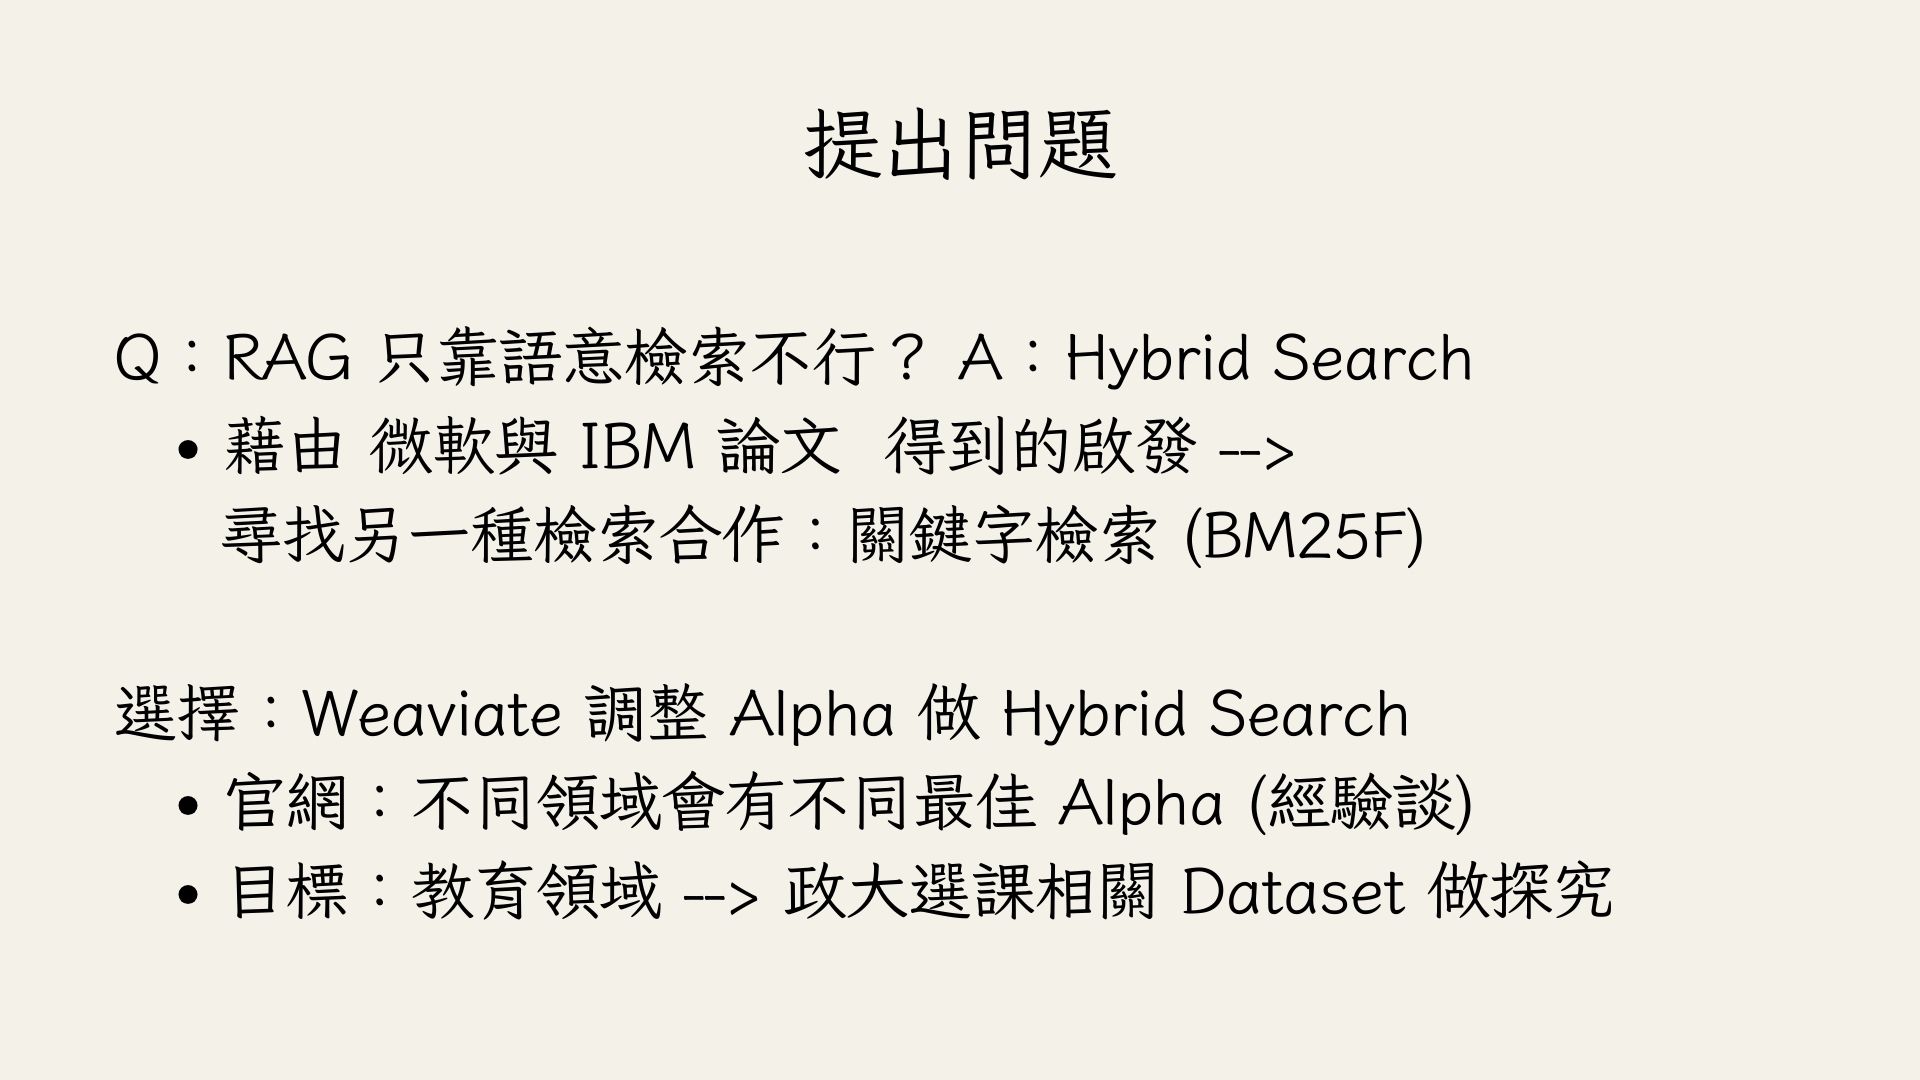 提出問題
Q：RAG 只靠語意檢索不行？ A：Hybrid Search
• 藉由 微軟與 IBM 論文 得到的啟發 -->
尋找另一種檢索合作：關鍵字檢索 (BM25F)
選擇：Weaviate 調整 Alpha 做 Hybrid Search
• 官網：不同領域會有不同最佳 Alpha (經驗談)
• 目標：教育領域 --> 政大選課相關 Dataset 做探究